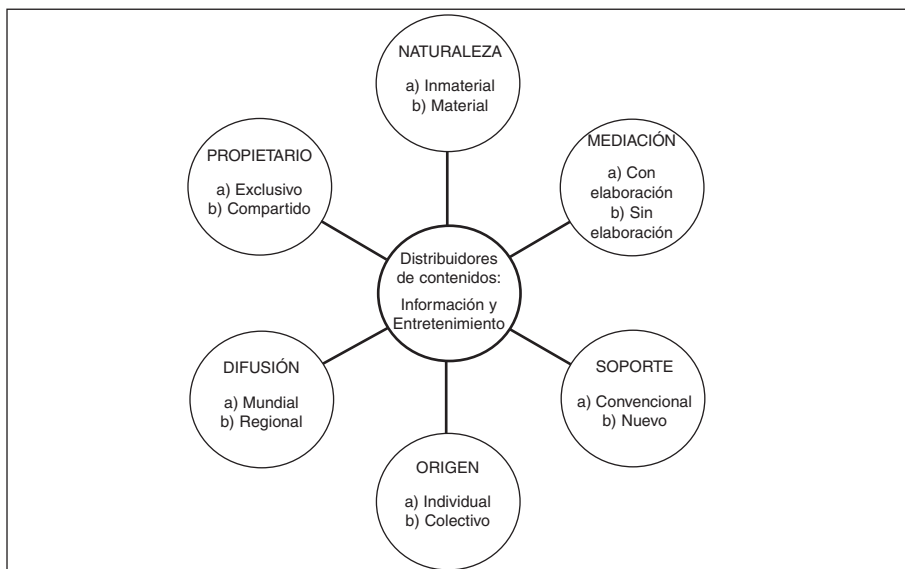 NATURALEZA
a) Inmaterial
b) Material
PROPIETARIO
a) Exclusivo
b) Compartido
MEDIACIÓN
a) Con
elaboración
b) Sin
elaboración
Distribuidores
de contenidos:
Información y
Entretenimiento
DIFUSIÓN
a) Mundial
b) Regional
SOPORTE
a) Convencional
b) Nuevo
ORIGEN
a) Individual
b) Colectivo